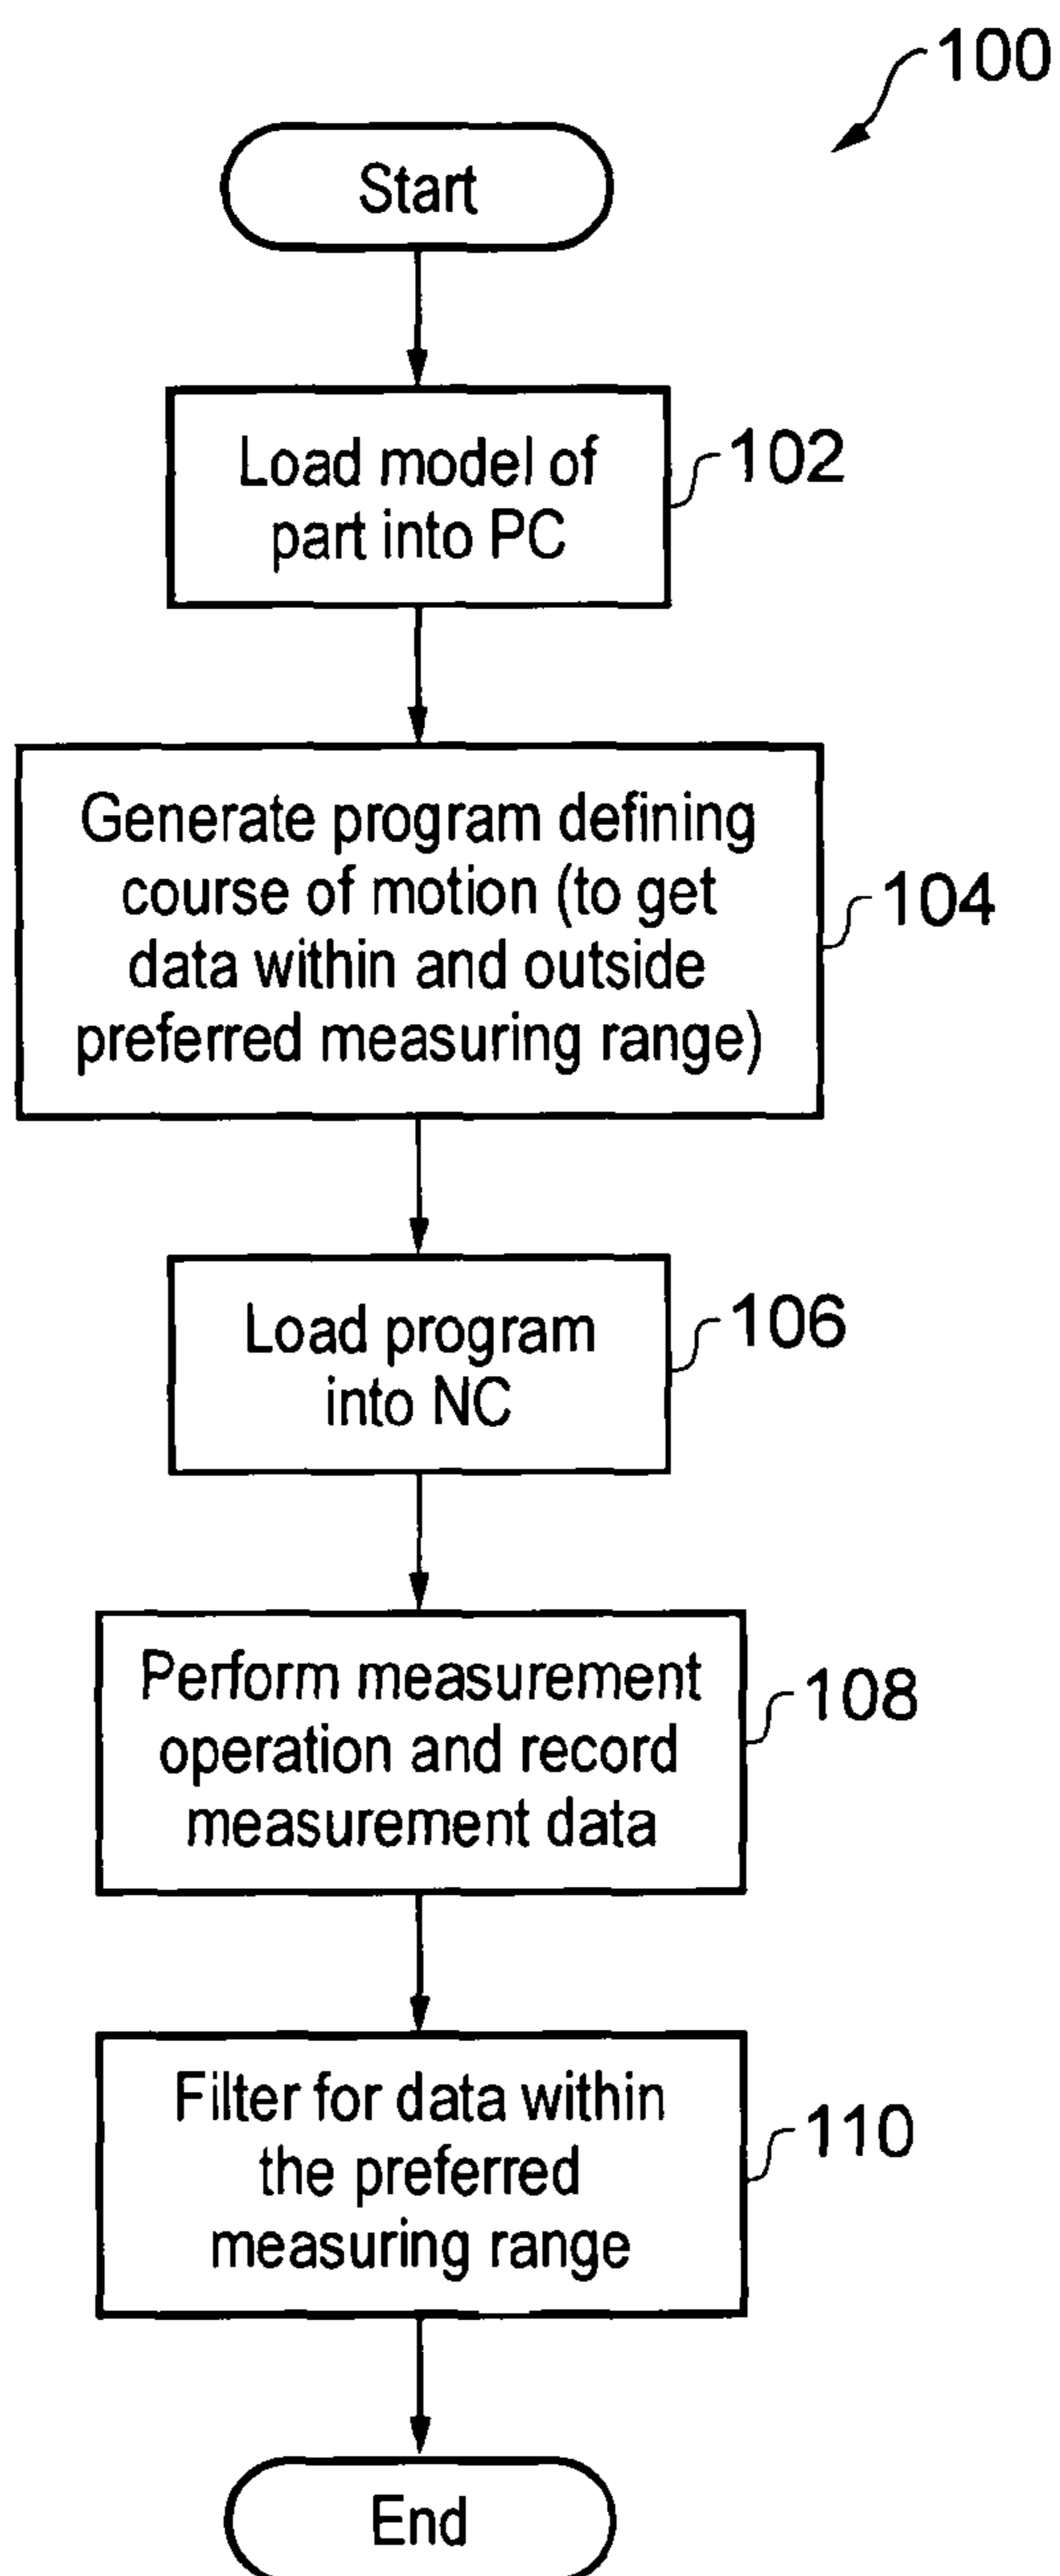 100
Start
Load model of
part into PC
102
Generate program defining
course of motion (to get
data within and outside
preferred measuring range)
104
Load program
into NC
106
Perform measurement
operation and record
measurement data
108
Filter for data within
the preferred
measuring range
110
End